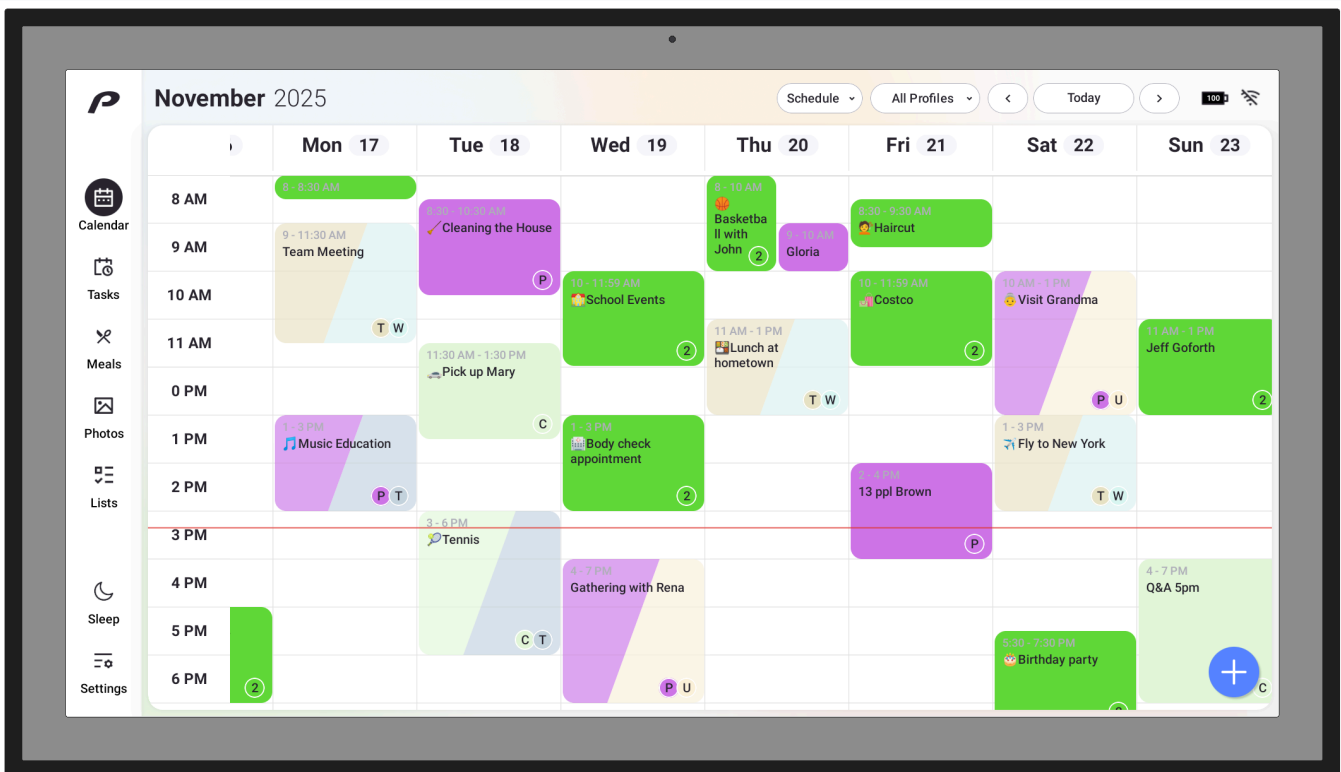 November 2025
Schedule
All Profiles
Today
100
Mon 17
Tue 18
Wed 19
Thu 20
Fri 21
Sat 22
Sun 23
Calendar
Tasks
Meals
Photos
Lists
Sleep
Settings
8 AM
9 AM
10 AM
11 AM
0 PM
1 PM
2 PM
3 PM
4 PM
5 PM
6 PM
2
8 - 8:30 AM
9 - 11:30 AM
Team Meeting
T W
1 - 3 PM
Music Education
P T
8:30 - 10:30 AM
Cleaning the House
P
11:30 AM - 1:30 PM
Pick up Mary
C
3 - 6 PM
Tennis
C T
10 - 11:59 AM
School Events
2
1 - 3 PM
Body check
appointment
2
4 - 7 PM
Gathering with Rena
P U
8 - 10 AM
Basketba
ll with
John
2
9 - 10 AM
Gloria
11 AM - 1 PM
Lunch at
hometown
T W
8:30 - 9:30 AM
Haircut
10 - 11:59 AM
Costco
2
2 - 4 PM
13 ppl Brown
P
10 AM - 1 PM
Visit Grandma
P U
1 - 3 PM
Fly to New York
T W
5:30 - 7:30 PM
Birthday party
11 AM - 1 PM
Jeff Goforth
2
4 - 7 PM
Q&A 5pm
C